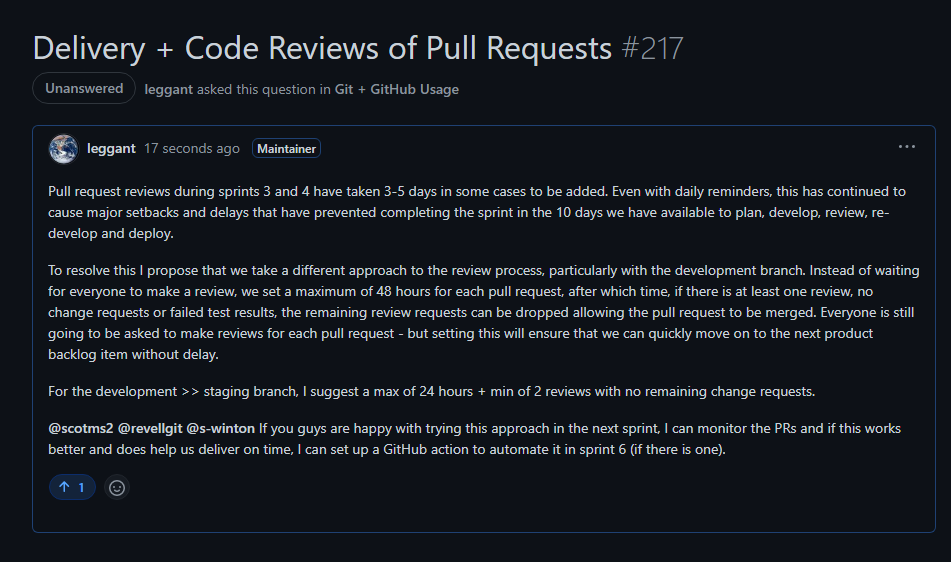 Delivery + Code Reviews of Pull Requests #217
Unanswered leggant asked this question in Git + GitHub Usage
leggant 17 seconds ago Maintainer
Pull request reviews during sprints 3 and 4 have taken 3-5 days in some cases to be added. Even with daily reminders, this has continued to
cause major setbacks and delays that have prevented completing the sprint in the 10 days we have available to plan, develop, review, re-
develop and deploy.
To resolve this I propose that we take a different approach to the review process, particularly with the development branch. Instead of waiting
for everyone to make a review, we set a maximum of 48 hours for each pull request, after which time, if there is at least one review, no
change requests or failed test results, the remaining review requests can be dropped allowing the pull request to be merged. Everyone is still
going to be asked to make reviews for each pull request - but setting this will ensure that we can quickly move on to the next product
backlog item without delay.
For the development >> staging branch, I suggest a max of 24 hours + min of 2 reviews with no remaining change requests.
@scotms2 @revellgit @s-winton If you guys are happy with trying this approach in the next sprint, I can monitor the PRs and if this works
better and does help us deliver on time, I can set up a GitHub action to automate it in sprint 6 (if there is one).
↑ 1